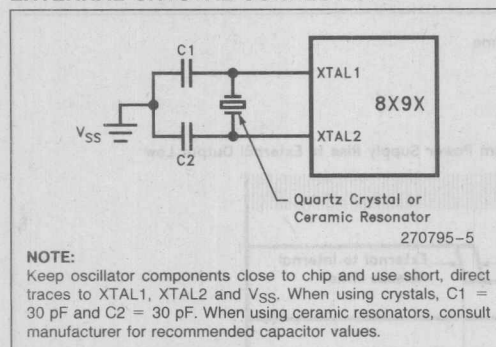 C1
XTAL1
8X9X
VSS
XTAL2
C2
Quartz Crystal or
Ceramic Resonator
270795-5
NOTE:
Keep oscillator components close to chip and use short, direct
traces to XTAL1, XTAL2 and VSS. When using crystals, C1 =
30 pF and C2 = 30 pF. When using ceramic resonators, consult
manufacturer for recommended capacitor values.